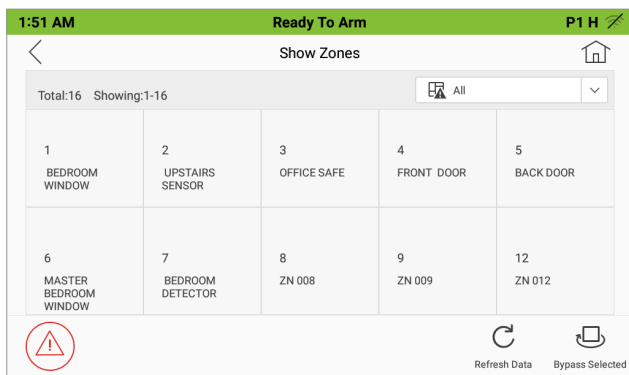 1:51 AM Ready To Arm P1 H
Show Zones
Total:16 Showing:1-16 All
1 2 3 4 5
BEDROOM WINDOW UPSTAIRS SENSOR OFFICE SAFE FRONT DOOR BACK DOOR
6 7 8 9 12
MASTER BEDROOM WINDOW BEDROOM DETECTOR ZN 008 ZN 009 ZN 012
Refresh Data Bypass Selected